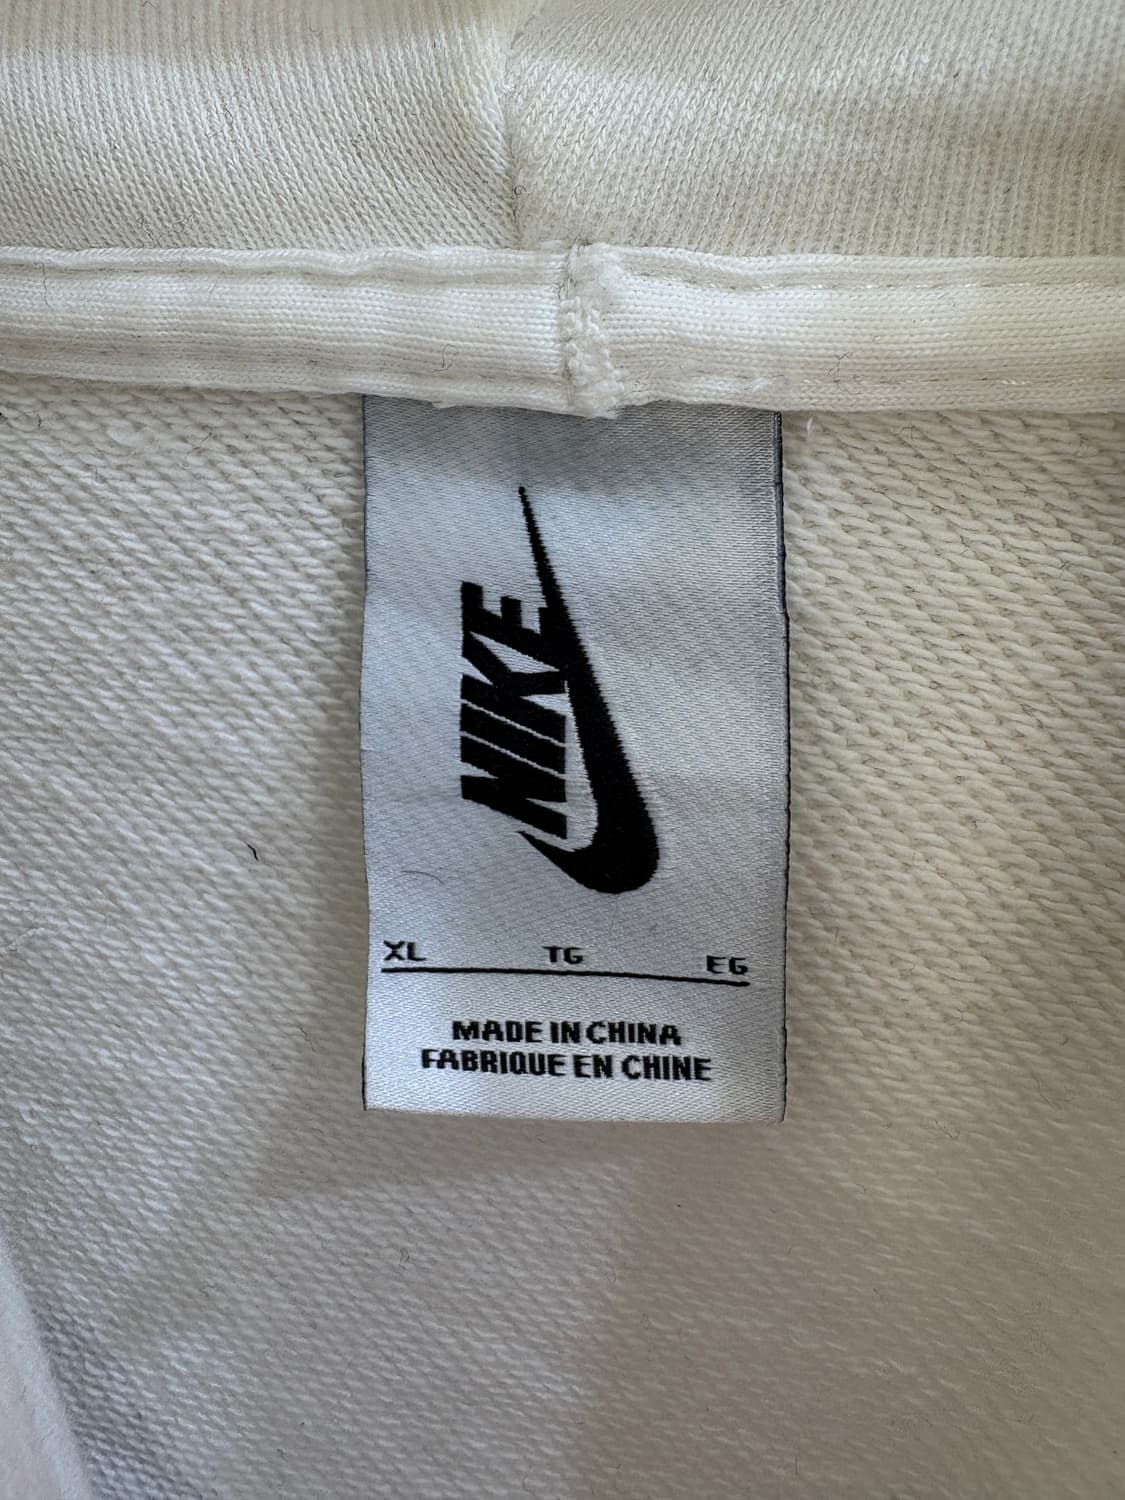 NIKE
XL TG EG
MADE IN CHINA
FABRIQUE EN CHINE